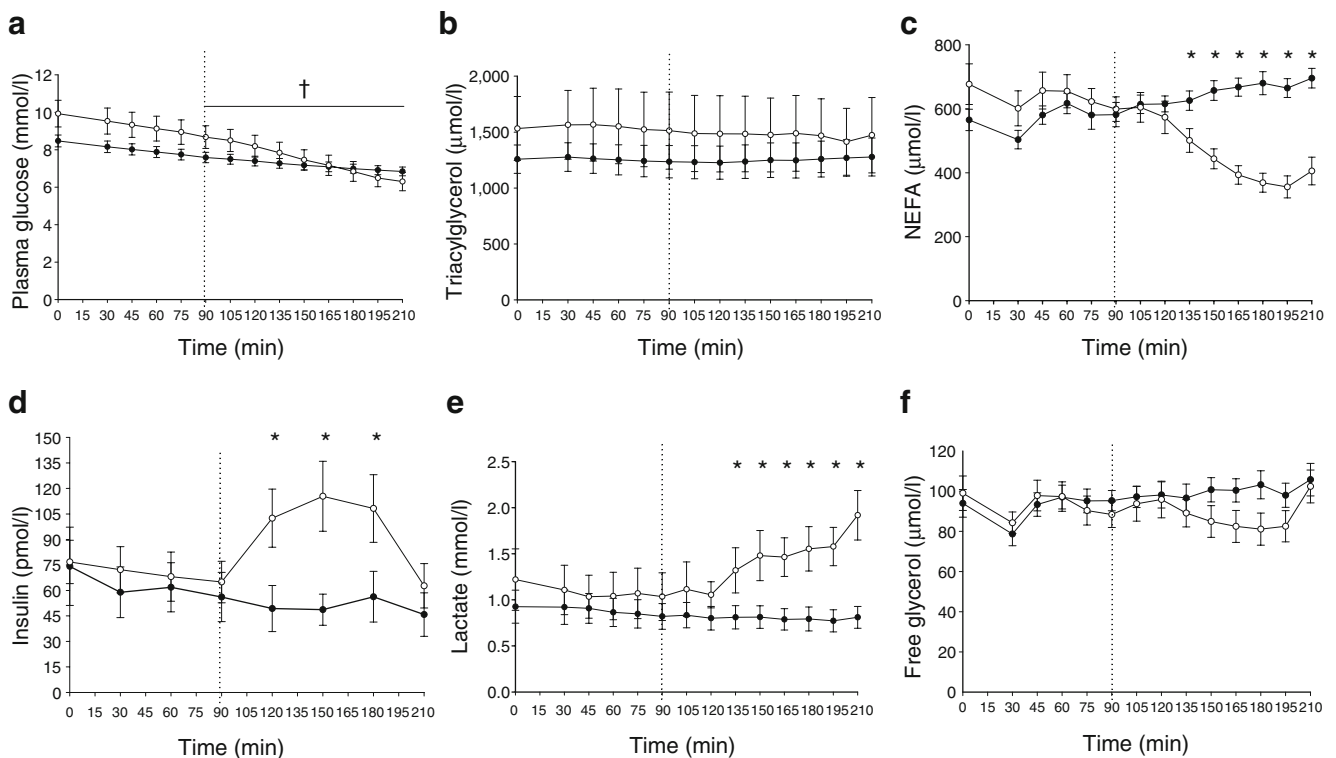 a
Plasma glucose (mmol/l)
12
10
8
6
4
2
0
†
0 15 30 45 60 75 90 105 120 135 150 165 180 195 210
Time (min)
b
Triacylglycerol (μmol/l)
2,000
1,500
1,000
500
0
0 15 30 45 60 75 90 105 120 135 150 165 180 195 210
Time (min)
c
NEFA (μmol/l)
800
600
400
200
0
* * * * * *
0 15 30 45 60 75 90 105 120 135 150 165 180 195 210
Time (min)
d
Insulin (pmol/l)
150
135
120
105
90
75
60
45
30
15
0
* * *
0 15 30 45 60 75 90 105 120 135 150 165 180 195 210
Time (min)
e
Lactate (mmol/l)
2.5
2.0
1.5
1.0
0.5
0.0
* * * * * *
0 15 30 45 60 75 90 105 120 135 150 165 180 195 210
Time (min)
f
Free glycerol (μmol/l)
120
100
80
60
40
20
0
0 15 30 45 60 75 90 105 120 135 150 165 180 195 210
Time (min)